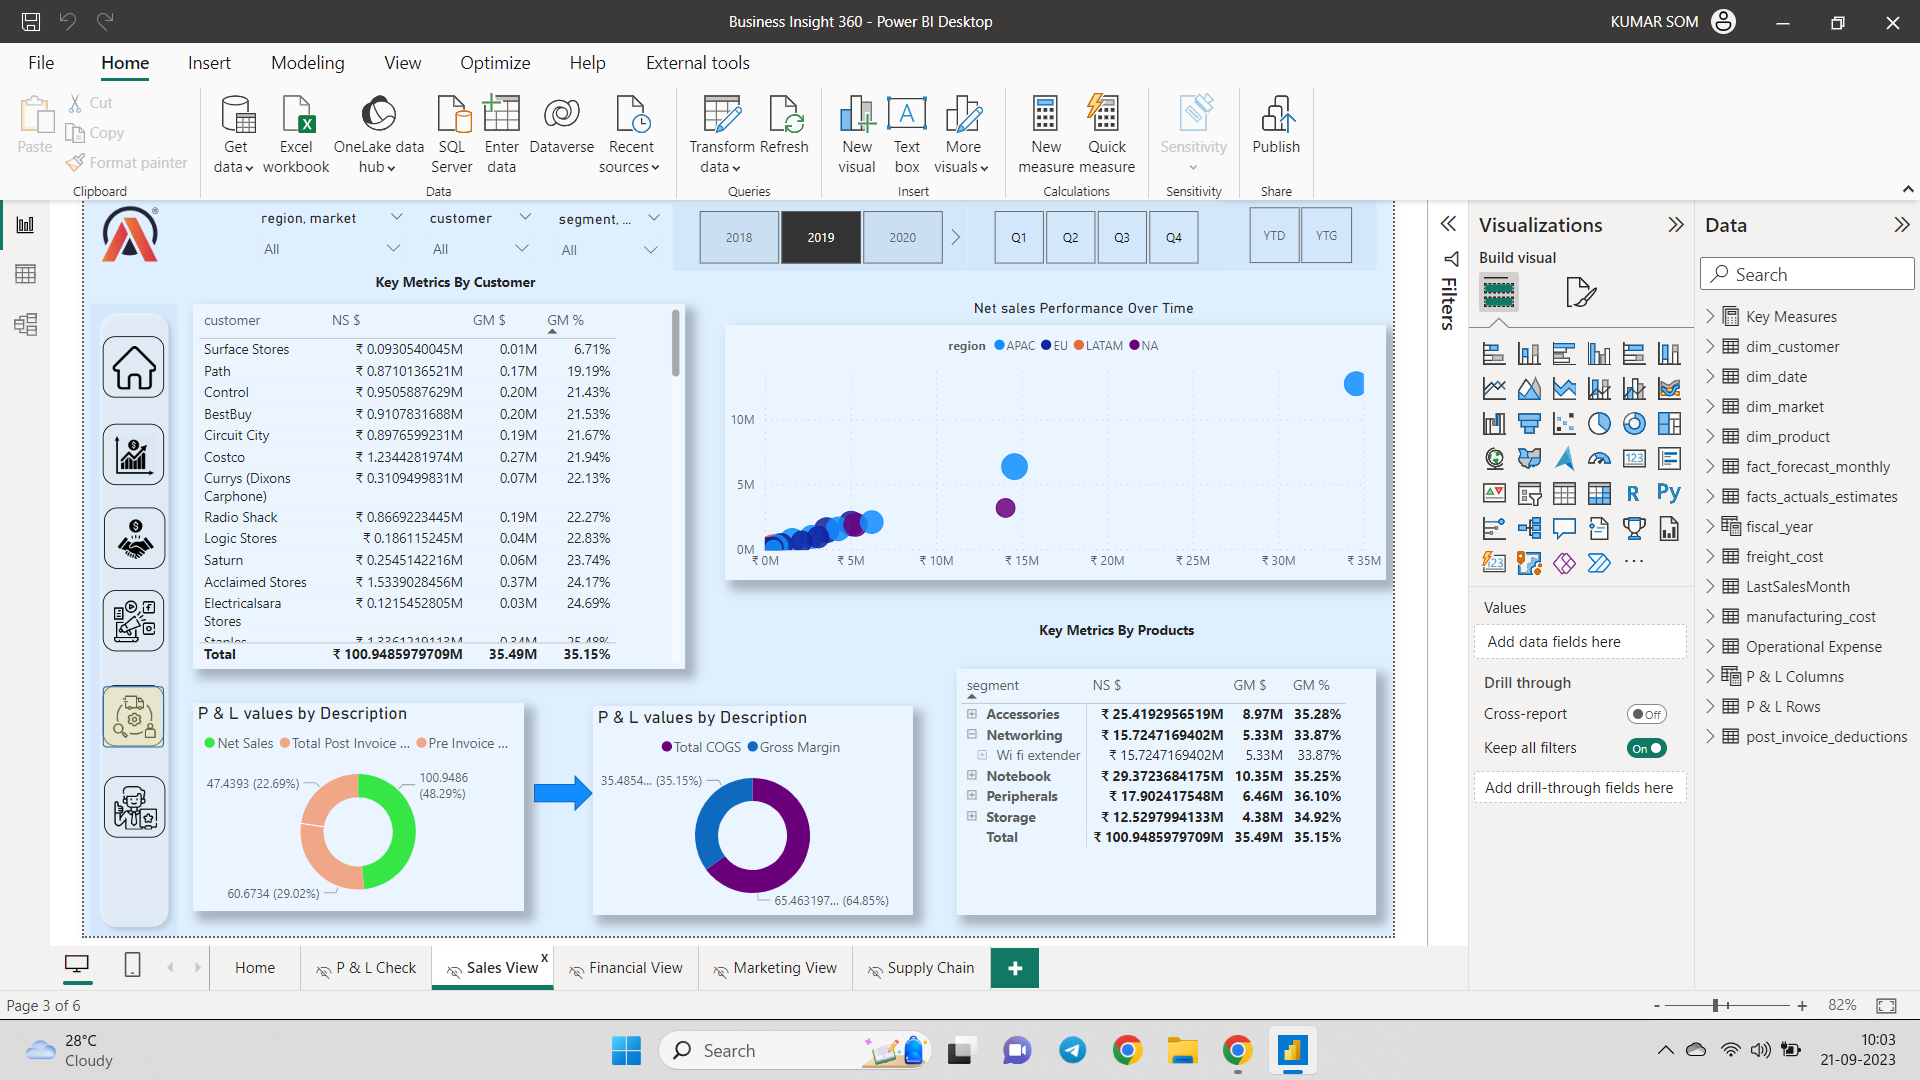 Business Insight 360 - Power BI Desktop
KUMAR SOM
File Home Insert Modeling View Optimize Help External tools
Paste
Cut
Copy
Format painter
Clipboard
Get data
Excel workbook
OneLake data hub
SQL Server
Enter data
Dataverse
Recent sources
Data
Transform data
Refresh
Queries
New visual
Text box
More visuals
Insert
New measure
Quick measure
Calculations
Sensitivity
Sensitivity
Publish
Share
region, market
All
customer
All
segment, ...
All
2018 2019 2020
Q1 Q2 Q3 Q4
YTD YTG
Key Metrics By Customer
customer NS $ GM $ GM %
Surface Stores ₹ 0.0930540045M 0.01M 6.71%
Path ₹ 0.8710136521M 0.17M 19.19%
Control ₹ 0.9505887629M 0.20M 21.43%
BestBuy ₹ 0.9107831688M 0.20M 21.53%
Circuit City ₹ 0.8976599231M 0.19M 21.67%
Costco ₹ 1.2344281974M 0.27M 21.94%
Currys (Dixons Carphone) ₹ 0.3109499831M 0.07M 22.13%
Radio Shack ₹ 0.8669223445M 0.19M 22.27%
Logic Stores ₹ 0.186115245M 0.04M 22.83%
Saturn ₹ 0.2545142216M 0.06M 23.74%
Acclaimed Stores ₹ 1.5339028456M 0.37M 24.17%
Electricalsara Stores ₹ 0.1215452805M 0.03M 24.69%
Staples ₹ 1.3361219113M 0.34M 25.48%
Total ₹ 100.9485979709M 35.49M 35.15%
Net sales Performance Over Time
region APAC EU LATAM NA
10M
5M
0M
₹ 0M ₹ 5M ₹ 10M ₹ 15M ₹ 20M ₹ 25M ₹ 30M ₹ 35M
Key Metrics By Products
segment NS $ GM $ GM %
Accessories ₹ 25.4192956519M 8.97M 35.28%
Networking ₹ 15.7247169402M 5.33M 33.87%
Wi fi extender ₹ 15.7247169402M 5.33M 33.87%
Notebook ₹ 29.3723684175M 10.35M 35.25%
Peripherals ₹ 17.902417548M 6.46M 36.10%
Storage ₹ 12.5297994133M 4.38M 34.92%
Total ₹ 100.9485979709M 35.49M 35.15%
P & L values by Description
Net Sales Total Post Invoice ... Pre Invoice ...
47.4393 (22.69%)
100.9486 (48.29%)
60.6734 (29.02%)
P & L values by Description
Total COGS Gross Margin
35.4854... (35.15%)
65.463197... (64.85%)
Filters
Visualizations
Build visual
123
R
Py
123
Values
Add data fields here
Drill through
Cross-report Off
Keep all filters On
Add drill-through fields here
Data
Search
Key Measures
dim_customer
dim_date
dim_market
dim_product
fact_forecast_monthly
facts_actuals_estimates
fiscal_year
freight_cost
LastSalesMonth
manufacturing_cost
Operational Expense
P & L Columns
P & L Rows
post_invoice_deductions
Home P & L Check Sales View x Financial View Marketing View Supply Chain +
Page 3 of 6
- + 82%
28°C
Cloudy
Search
10:03
21-09-2023